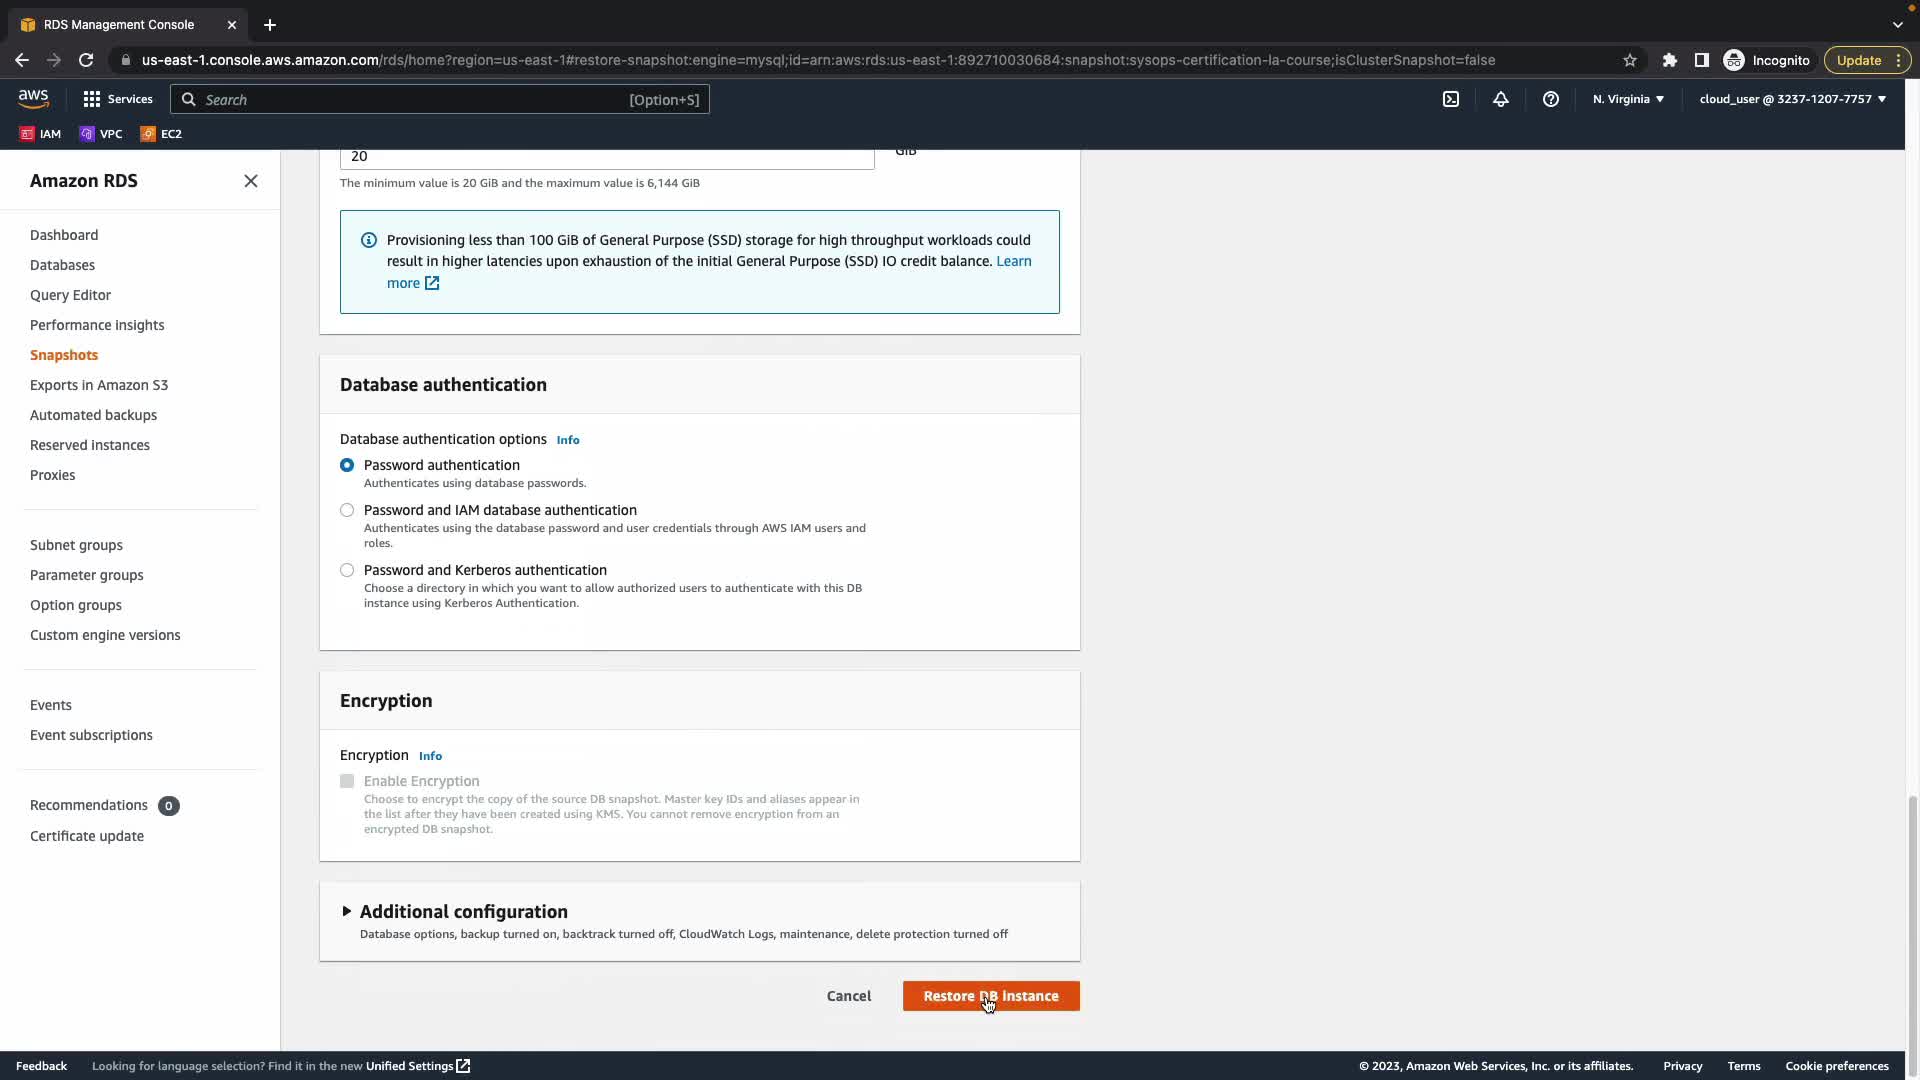 RDS Management Console
us-east-1.console.aws.amazon.com/rds/home?region=us-east-1#restore-snapshot:engine=mysql;id=arn:aws:rds:us-east-1:892710030684:snapshot:sysops-certification-la-course;isClusterSnapshot=false
Incognito
Update
aws
Services
Search
[Option+S]
N. Virginia
cloud_user @ 3237-1207-7757
IAM
VPC
EC2
Amazon RDS
Dashboard
Databases
Query Editor
Performance insights
Snapshots
Exports in Amazon S3
Automated backups
Reserved instances
Proxies
Subnet groups
Parameter groups
Option groups
Custom engine versions
Events
Event subscriptions
Recommendations 0
Certificate update
20
GiB
The minimum value is 20 GiB and the maximum value is 6,144 GiB
Provisioning less than 100 GiB of General Purpose (SSD) storage for high throughput workloads could
result in higher latencies upon exhaustion of the initial General Purpose (SSD) IO credit balance. Learn
more
Database authentication
Database authentication options Info
Password authentication
Authenticates using database passwords.
Password and IAM database authentication
Authenticates using the database password and user credentials through AWS IAM users and
roles.
Password and Kerberos authentication
Choose a directory in which you want to allow authorized users to authenticate with this DB
instance using Kerberos Authentication.
Encryption
Encryption Info
Enable Encryption
Choose to encrypt the copy of the source DB snapshot. Master key IDs and aliases appear in
the list after they have been created using KMS. You cannot remove encryption from an
encrypted DB snapshot.
Additional configuration
Database options, backup turned on, backtrack turned off, CloudWatch Logs, maintenance, delete protection turned off
Cancel
Restore DB instance
Feedback
Looking for language selection? Find it in the new Unified Settings
© 2023, Amazon Web Services, Inc. or its affiliates.
Privacy
Terms
Cookie preferences